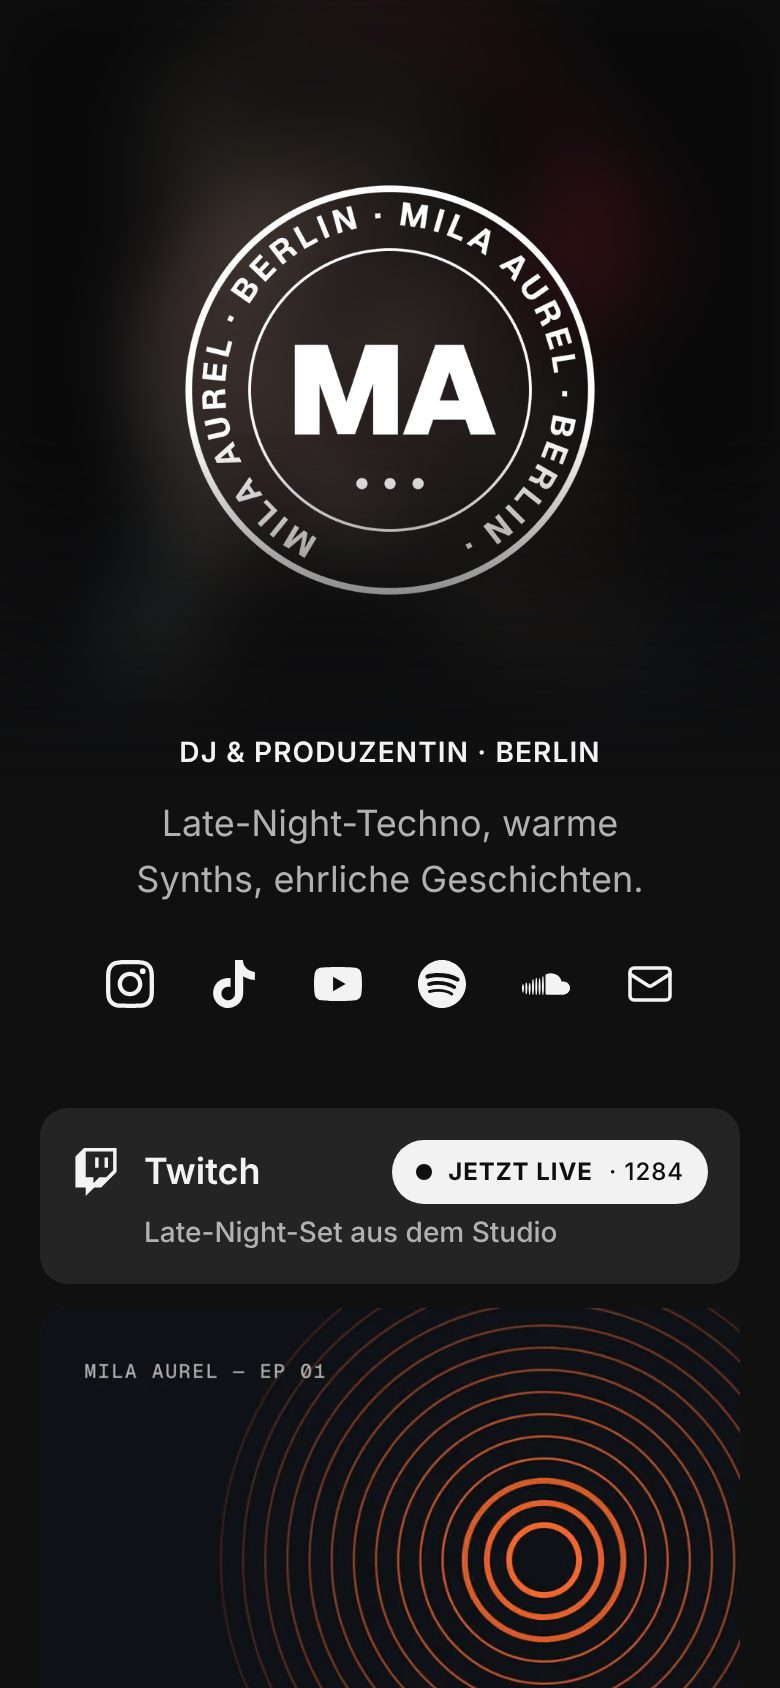 MILA AUREL · BERLIN · MILA AUREL · BERLIN ·
MA
DJ & PRODUZENTIN · BERLIN
Late-Night-Techno, warme
Synths, ehrliche Geschichten.
Twitch
JETZT LIVE · 1284
Late-Night-Set aus dem Studio
MILA AUREL — EP 01